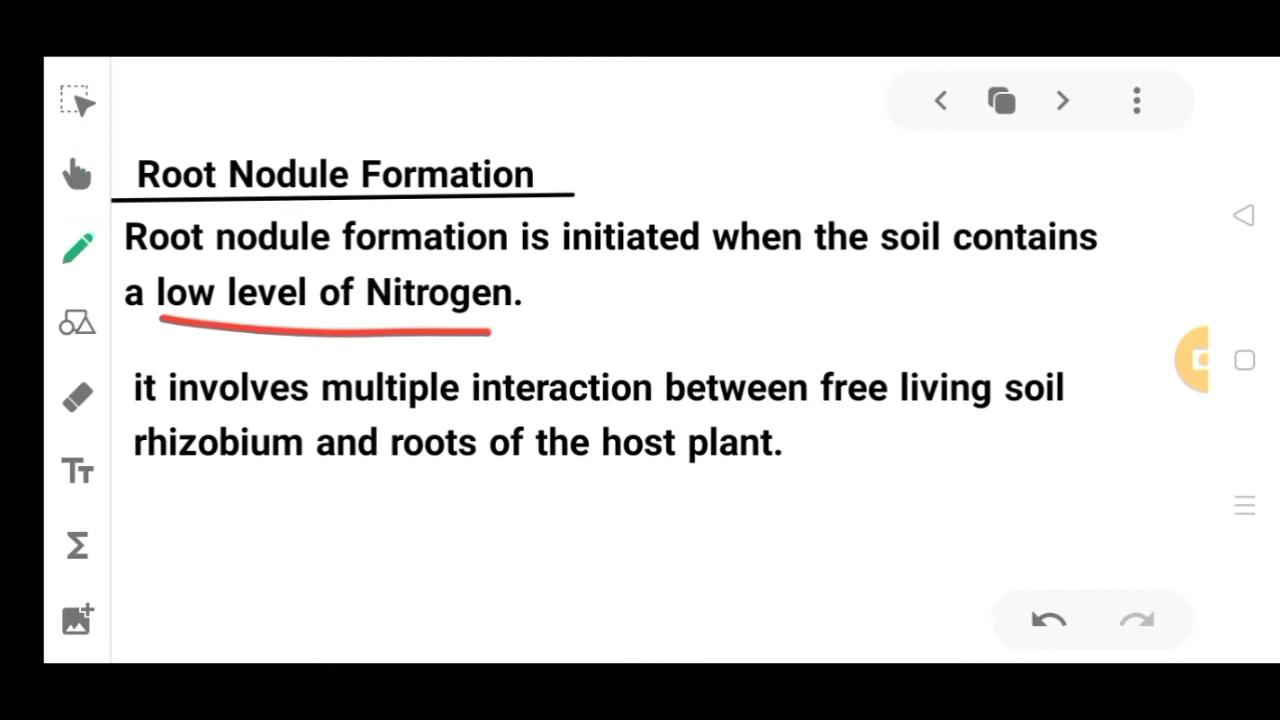 Root Nodule Formation
Root nodule formation is initiated when the soil contains
a low level of Nitrogen.
it involves multiple interaction between free living soil
rhizobium and roots of the host plant.